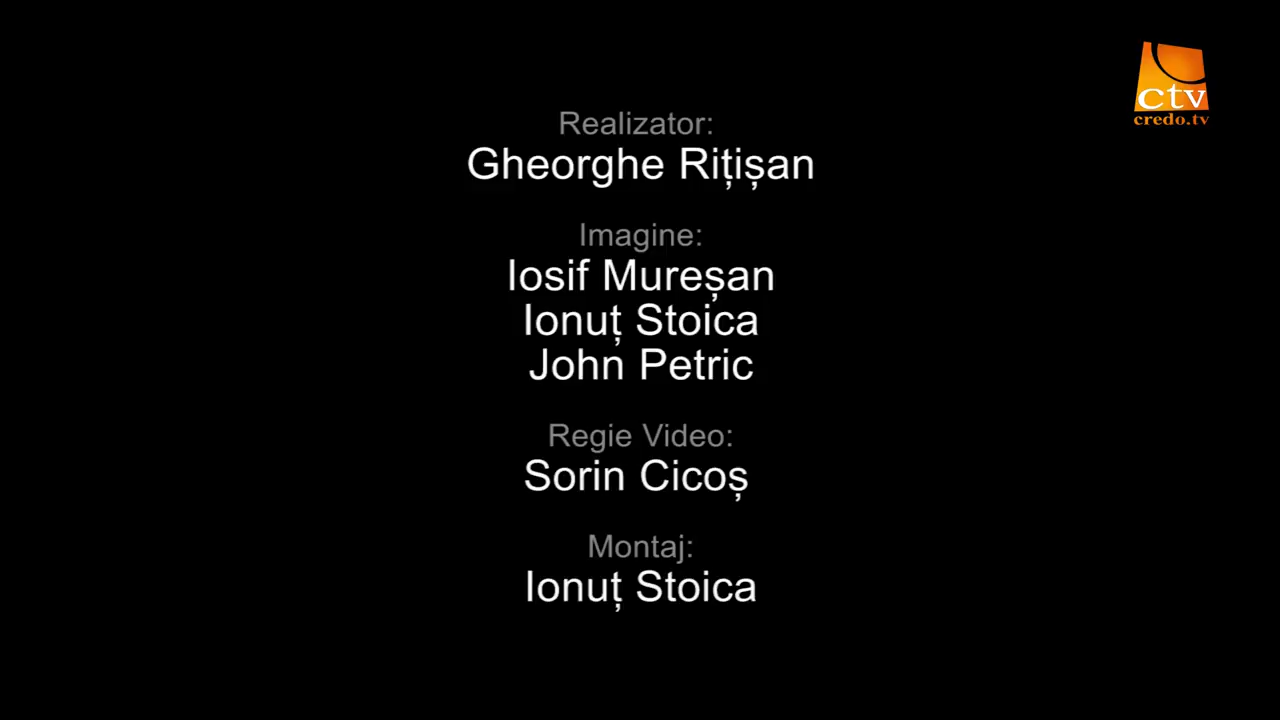 ctv
credo.tv
Realizator:
Gheorghe Rițișan
Imagine:
Iosif Mureșan
Ionuț Stoica
John Petric
Regie Video:
Sorin Cicoș
Montaj:
Ionuț Stoica